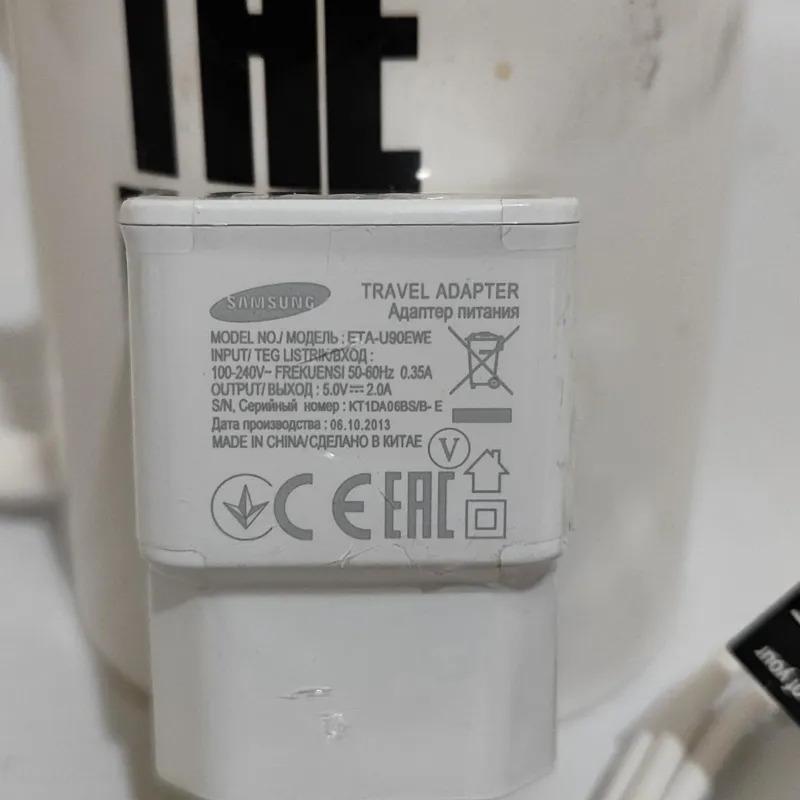 THE
SAMSUNG
TRAVEL ADAPTER
Адаптер питания
MODEL NO./ МОДЕЛЬ : ETA-U90EWE
INPUT/ TEG LISTRIK/ВХОД :
100-240V~ FREKUENSI 50-60Hz 0.35A
OUTPUT/ ВЫХОД : 5.0V⎓ 2.0A
S/N, Серийный номер : KT1DA06BS/B- E
Дата производства : 06.10.2013
MADE IN CHINA/СДЕЛАНО В КИТАЕ
V
CE EAC
of your